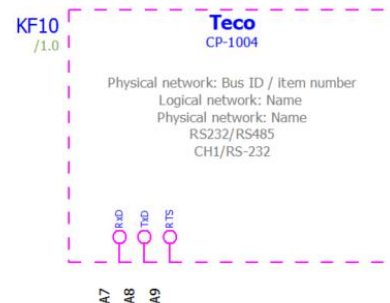 KF10
/1.0
Teco
CP-1004
Physical network: Bus ID / item number
Logical network: Name
Physical network: Name
RS232/RS485
CH1/RS-232
RxD
TxD
RTS
A7
A8
A9